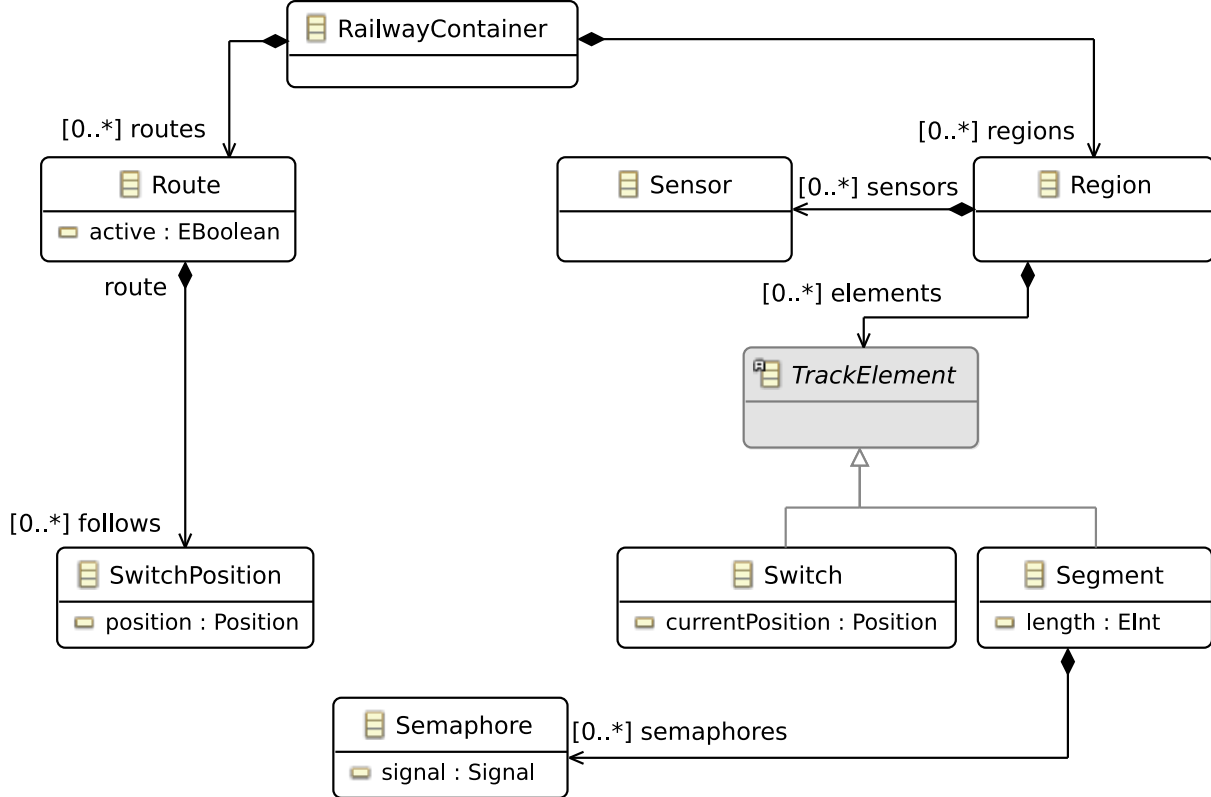 RailwayContainer
[0..*] routes
[0..*] regions
Route
active : EBoolean
Sensor
[0..*] sensors
Region
route
[0..*] elements
TrackElement
[0..*] follows
SwitchPosition
position : Position
Switch
currentPosition : Position
Segment
length : EInt
Semaphore
signal : Signal
[0..*] semaphores